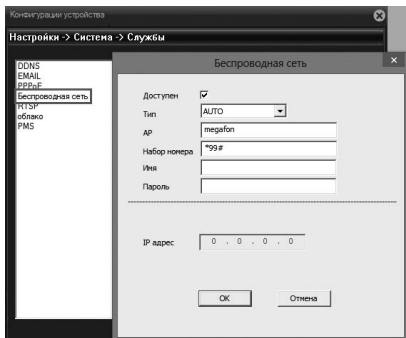 Конфигурации устройства
Настройки -> Система -> Службы
DDNS
EMAIL
PPPoE
Беспроводная сеть
RTSP
облако
PMS
Беспроводная сеть
Доступен
Тип AUTO
AP megafon
Набор номера *99#
Имя
Пароль
IP адрес 0 . 0 . 0 . 0
OK Отмена